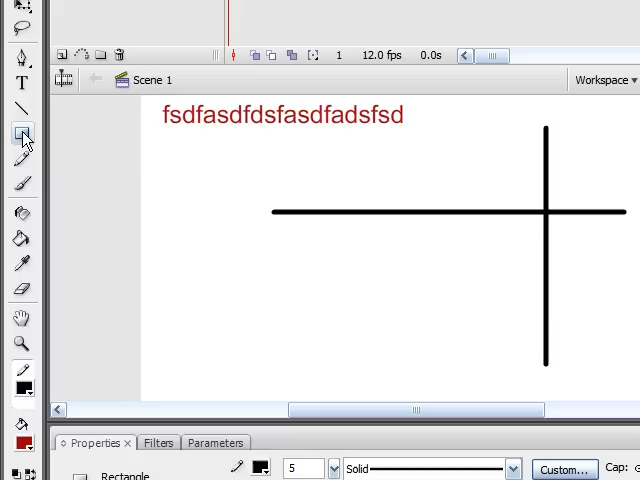 1 12.0 fps 0.0s
Scene 1 Workspace
fsdfasdfdsfasdfadsfsd
Properties Filters Parameters
Rectangle 5 Solid Custom... Cap: